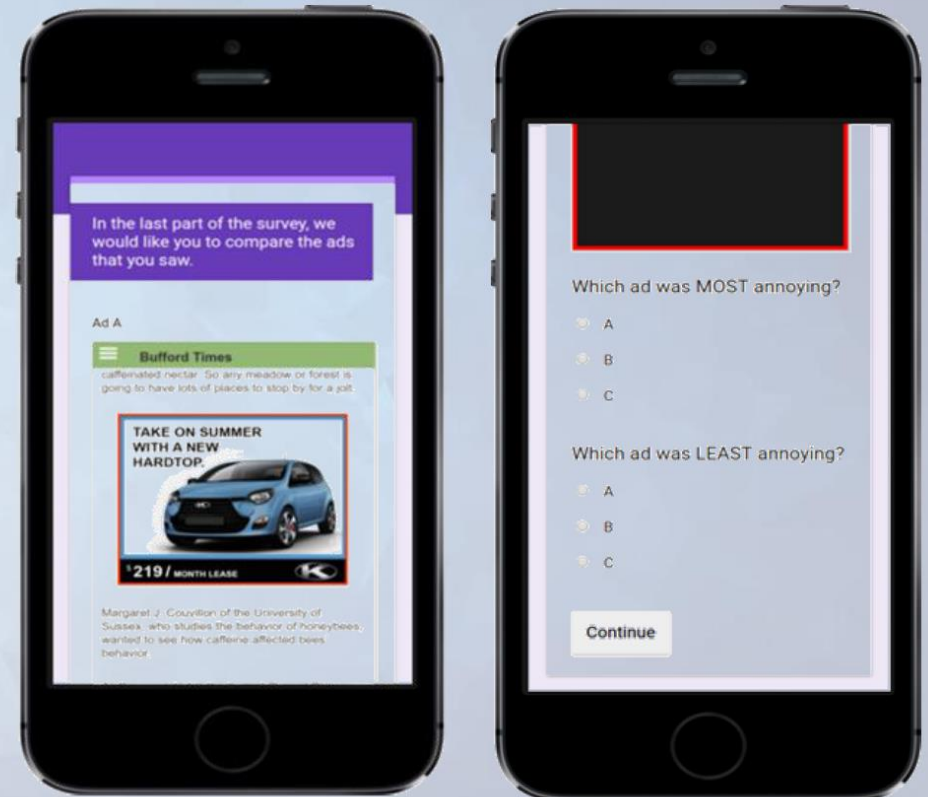 In the last part of the survey, we
would like you to compare the ads
that you saw.
Ad A
Bufford Times
caffeinated nectar. So any meadow or forest is
going to have lots of places to stop by for a jolt.
TAKE ON SUMMER
WITH A NEW
HARDTOP.
$219/ MONTH LEASE
Margaret J. Couvillon of the University of
Sussex, who studies the behavior of honeybees,
wanted to see how caffeine affected bees
behavior.
Which ad was MOST annoying?
A
B
C
Which ad was LEAST annoying?
A
B
C
Continue